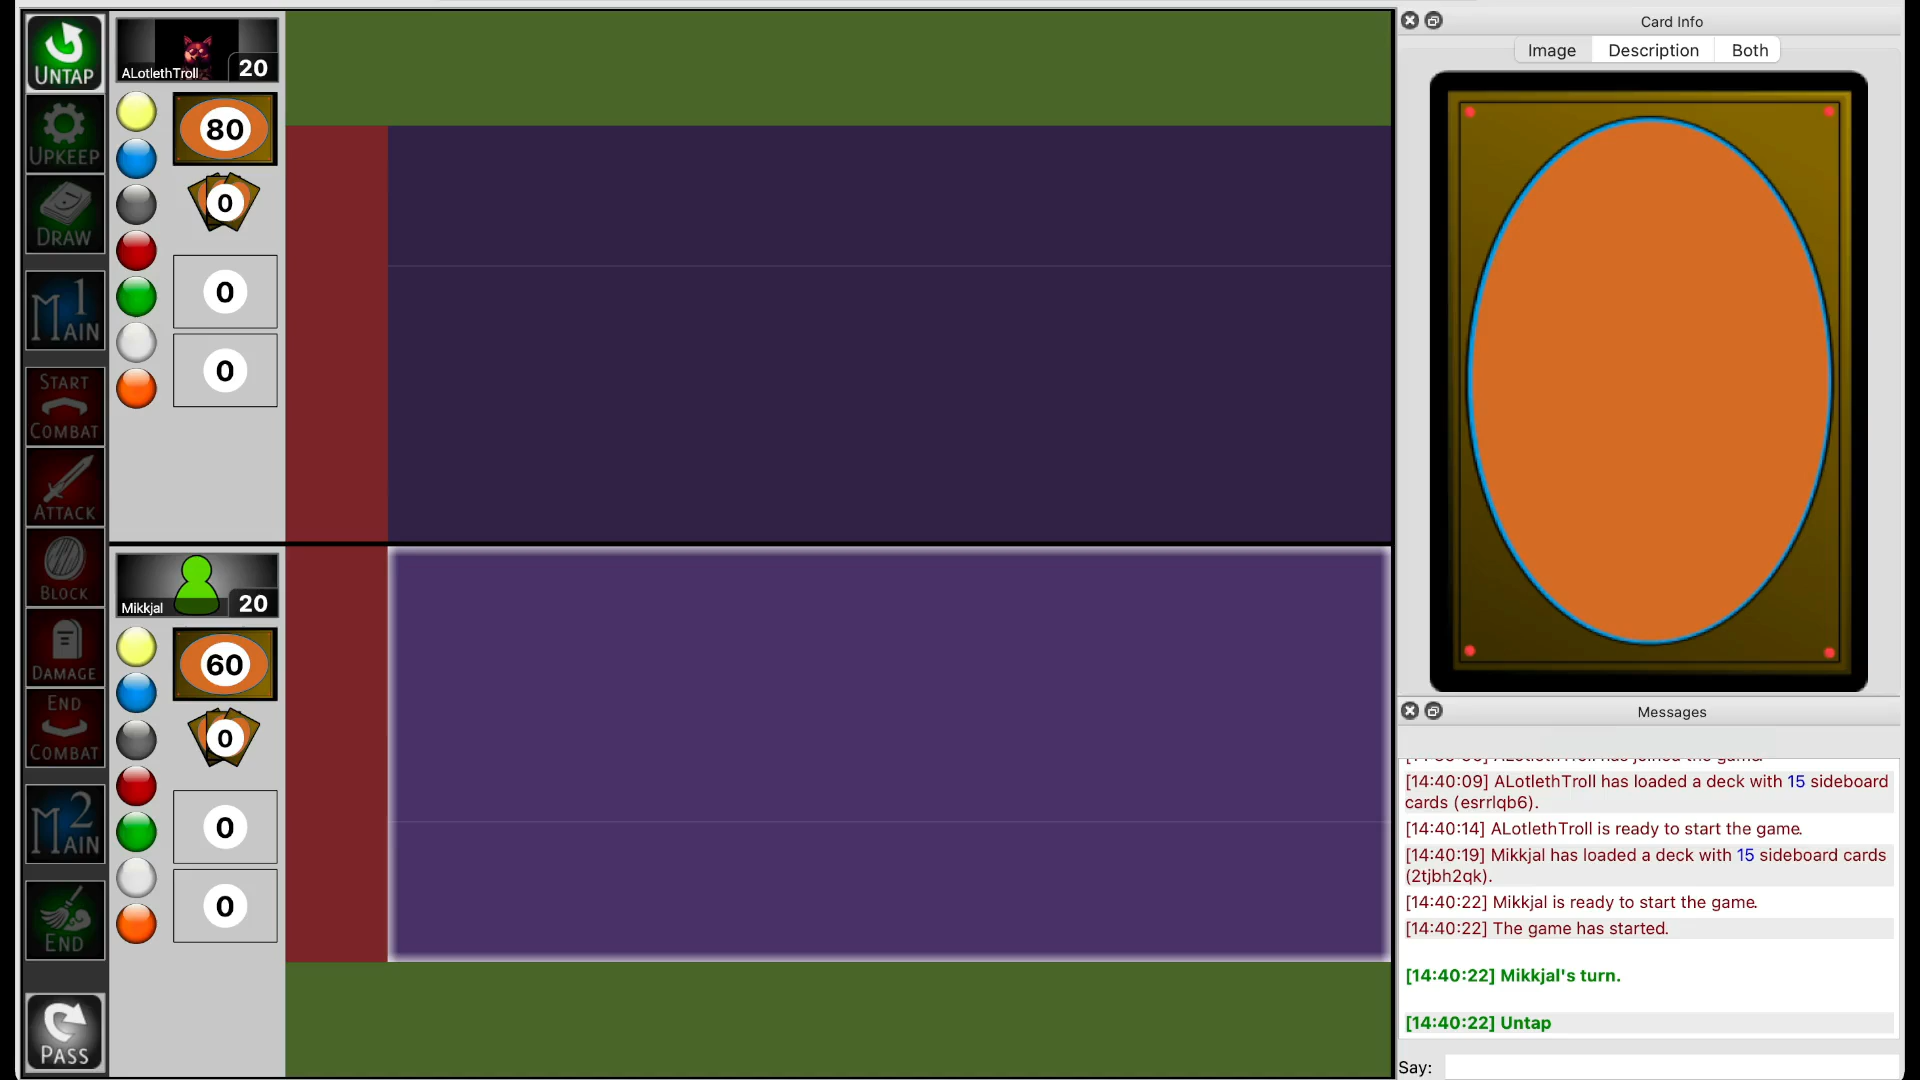 UNTAP
UPKEEP
DRAW
MAIN 1
START
COMBAT
ATTACK
BLOCK
DAMAGE
END
COMBAT
MAIN 2
END
PASS
ALotlethTroll
20
80
0
0
0
Mikkjal
20
60
0
0
0
Card Info
Image Description Both
Messages
[14:40:09] ALotlethTroll has loaded a deck with 15 sideboard
cards (esrrlqb6).
[14:40:14] ALotlethTroll is ready to start the game.
[14:40:19] Mikkjal has loaded a deck with 15 sideboard cards
(2tjbh2qk).
[14:40:22] Mikkjal is ready to start the game.
[14:40:22] The game has started.
[14:40:22] Mikkjal's turn.
[14:40:22] Untap
Say: